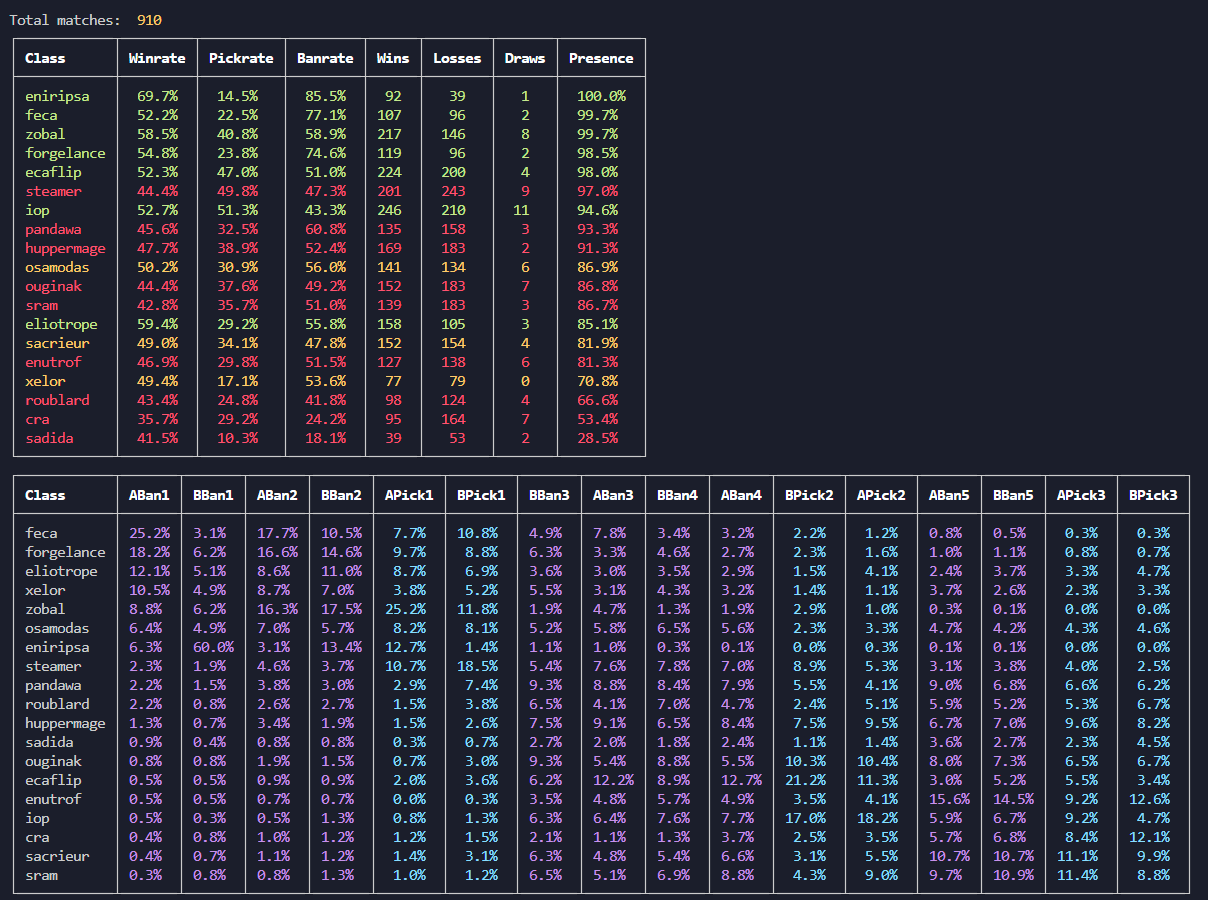 Total matches: 910
Class Winrate Pickrate Banrate Wins Losses Draws Presence
eniripsa 69.7% 14.5% 85.5% 92 39 1 100.0%
feca 52.2% 22.5% 77.1% 107 96 2 99.7%
zobal 58.5% 40.8% 58.9% 217 146 8 99.7%
forgelance 54.8% 23.8% 74.6% 119 96 2 98.5%
ecaflip 52.3% 47.0% 51.0% 224 200 4 98.0%
steamer 44.4% 49.8% 47.3% 201 243 9 97.0%
iop 52.7% 51.3% 43.3% 246 210 11 94.6%
pandawa 45.6% 32.5% 60.8% 135 158 3 93.3%
huppermage 47.7% 38.9% 52.4% 169 183 2 91.3%
osamodas 50.2% 30.9% 56.0% 141 134 6 86.9%
ouginak 44.4% 37.6% 49.2% 152 183 7 86.8%
sram 42.8% 35.7% 51.0% 139 183 3 86.7%
eliotrope 59.4% 29.2% 55.8% 158 105 3 85.1%
sacrieur 49.0% 34.1% 47.8% 152 154 4 81.9%
enutrof 46.9% 29.8% 51.5% 127 138 6 81.3%
xelor 49.4% 17.1% 53.6% 77 79 0 70.8%
roublard 43.4% 24.8% 41.8% 98 124 4 66.6%
cra 35.7% 29.2% 24.2% 95 164 7 53.4%
sadida 41.5% 10.3% 18.1% 39 53 2 28.5%
Class ABan1 BBan1 ABan2 BBan2 APick1 BPick1 BBan3 ABan3 BBan4 ABan4 BPick2 APick2 ABan5 BBan5 APick3 BPick3
feca 25.2% 3.1% 17.7% 10.5% 7.7% 10.8% 4.9% 7.8% 3.4% 3.2% 2.2% 1.2% 0.8% 0.5% 0.3% 0.3%
forgelance 18.2% 6.2% 16.6% 14.6% 9.7% 8.8% 6.3% 3.3% 4.6% 2.7% 2.3% 1.6% 1.0% 1.1% 0.8% 0.7%
eliotrope 12.1% 5.1% 8.6% 11.0% 8.7% 6.9% 3.6% 3.0% 3.5% 2.9% 1.5% 4.1% 2.4% 3.7% 3.3% 4.7%
xelor 10.5% 4.9% 8.7% 7.0% 3.8% 5.2% 5.5% 3.1% 4.3% 3.2% 1.4% 1.1% 3.7% 2.6% 2.3% 3.3%
zobal 8.8% 6.2% 16.3% 17.5% 25.2% 11.8% 1.9% 4.7% 1.3% 1.9% 2.9% 1.0% 0.3% 0.1% 0.0% 0.0%
osamodas 6.4% 4.9% 7.0% 5.7% 8.2% 8.1% 5.2% 5.8% 6.5% 5.6% 2.3% 3.3% 4.7% 4.2% 4.3% 4.6%
eniripsa 6.3% 60.0% 3.1% 13.4% 12.7% 1.4% 1.1% 1.0% 0.3% 0.1% 0.0% 0.3% 0.1% 0.1% 0.0% 0.0%
steamer 2.3% 1.9% 4.6% 3.7% 10.7% 18.5% 5.4% 7.6% 7.8% 7.0% 8.9% 5.3% 3.1% 3.8% 4.0% 2.5%
pandawa 2.2% 1.5% 3.8% 3.0% 2.9% 7.4% 9.3% 8.8% 8.4% 7.9% 5.5% 4.1% 9.0% 6.8% 6.6% 6.2%
roublard 2.2% 0.8% 2.6% 2.7% 1.5% 3.8% 6.5% 4.1% 7.0% 4.7% 2.4% 5.1% 5.9% 5.2% 5.3% 6.7%
huppermage 1.3% 0.7% 3.4% 1.9% 1.5% 2.6% 7.5% 9.1% 6.5% 8.4% 7.5% 9.5% 6.7% 7.0% 9.6% 8.2%
sadida 0.9% 0.4% 0.8% 0.8% 0.3% 0.7% 2.7% 2.0% 1.8% 2.4% 1.1% 1.4% 3.6% 2.7% 2.3% 4.5%
ouginak 0.8% 0.8% 1.9% 1.5% 0.7% 3.0% 9.3% 5.4% 8.8% 5.5% 10.3% 10.4% 8.0% 7.3% 6.5% 6.7%
ecaflip 0.5% 0.5% 0.9% 0.9% 2.0% 3.6% 6.2% 12.2% 8.9% 12.7% 21.2% 11.3% 3.0% 5.2% 5.5% 3.4%
enutrof 0.5% 0.5% 0.7% 0.7% 0.0% 0.3% 3.5% 4.8% 5.7% 4.9% 3.5% 4.1% 15.6% 14.5% 9.2% 12.6%
iop 0.5% 0.3% 0.5% 1.3% 0.8% 1.3% 6.3% 6.4% 7.6% 7.7% 17.0% 18.2% 5.9% 6.7% 9.2% 4.7%
cra 0.4% 0.8% 1.0% 1.2% 1.2% 1.5% 2.1% 1.1% 1.3% 3.7% 2.5% 3.5% 5.7% 6.8% 8.4% 12.1%
sacrieur 0.4% 0.7% 1.1% 1.2% 1.4% 3.1% 6.3% 4.8% 5.4% 6.6% 3.1% 5.5% 10.7% 10.7% 11.1% 9.9%
sram 0.3% 0.8% 0.8% 1.3% 1.0% 1.2% 6.5% 5.1% 6.9% 8.8% 4.3% 9.0% 9.7% 10.9% 11.4% 8.8%